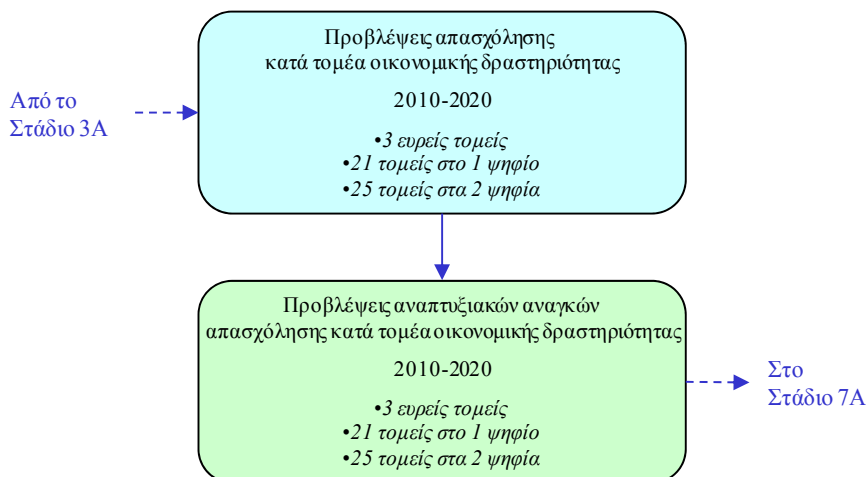 Προβλέψεις απασχόλησης
κατά τομέα οικονομικής δραστηριότητας
2010-2020
•3 ευρείς τομείς
•21 τομείς στο 1 ψηφίο
•25 τομείς στα 2 ψηφία
Από το
Στάδιο 3Α
Προβλέψεις αναπτυξιακών αναγκών
απασχόλησης κατά τομέα οικονομικής δραστηριότητας
2010-2020
•3 ευρείς τομείς
•21 τομείς στο 1 ψηφίο
•25 τομείς στα 2 ψηφία
Στο
Στάδιο 7Α